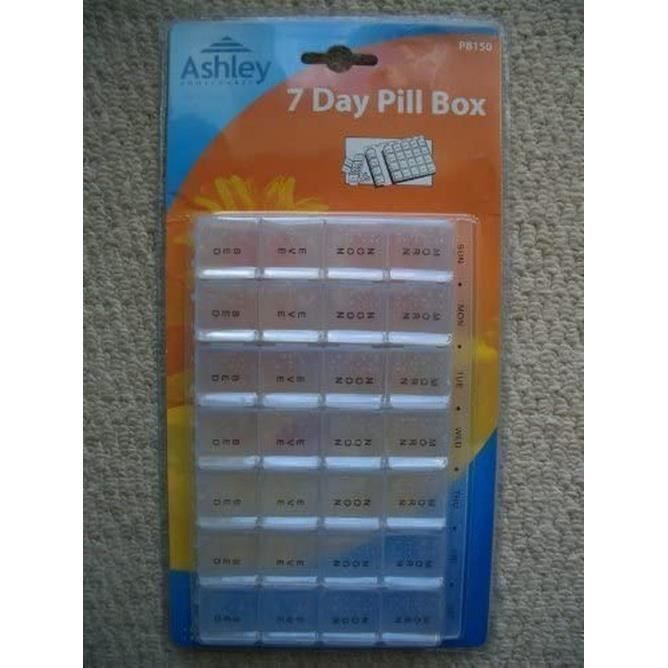 PB150
Ashley
7 Day Pill Box
BED EVE NOON MORN SUN
BED EVE NOON MORN MON
BED EVE NOON MORN TUE
BED EVE NOON MORN WED
BED EVE NOON MORN THU
BED EVE NOON MORN
BED EVE NOON MORN